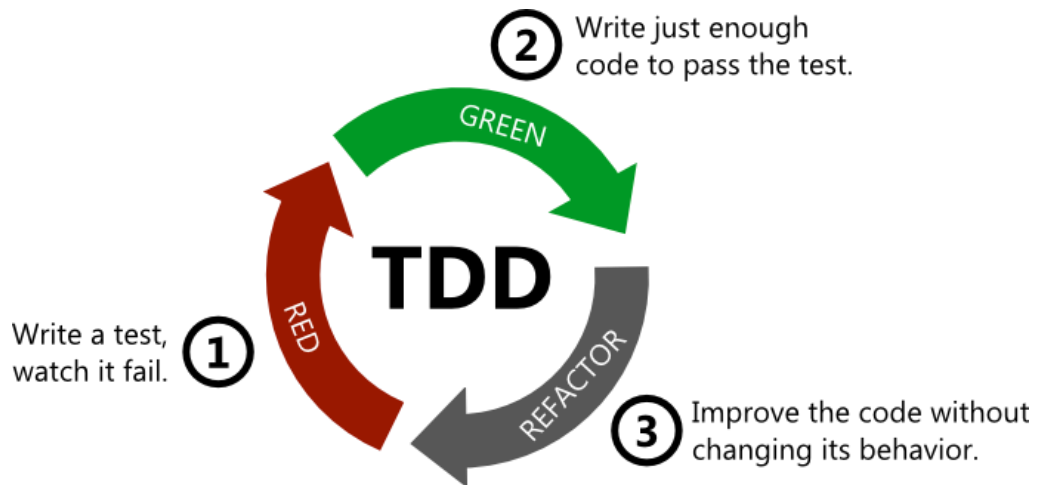 2
Write just enough
code to pass the test.
GREEN
TDD
RED
Write a test,
watch it fail.
1
REFACTOR
3
Improve the code without
changing its behavior.